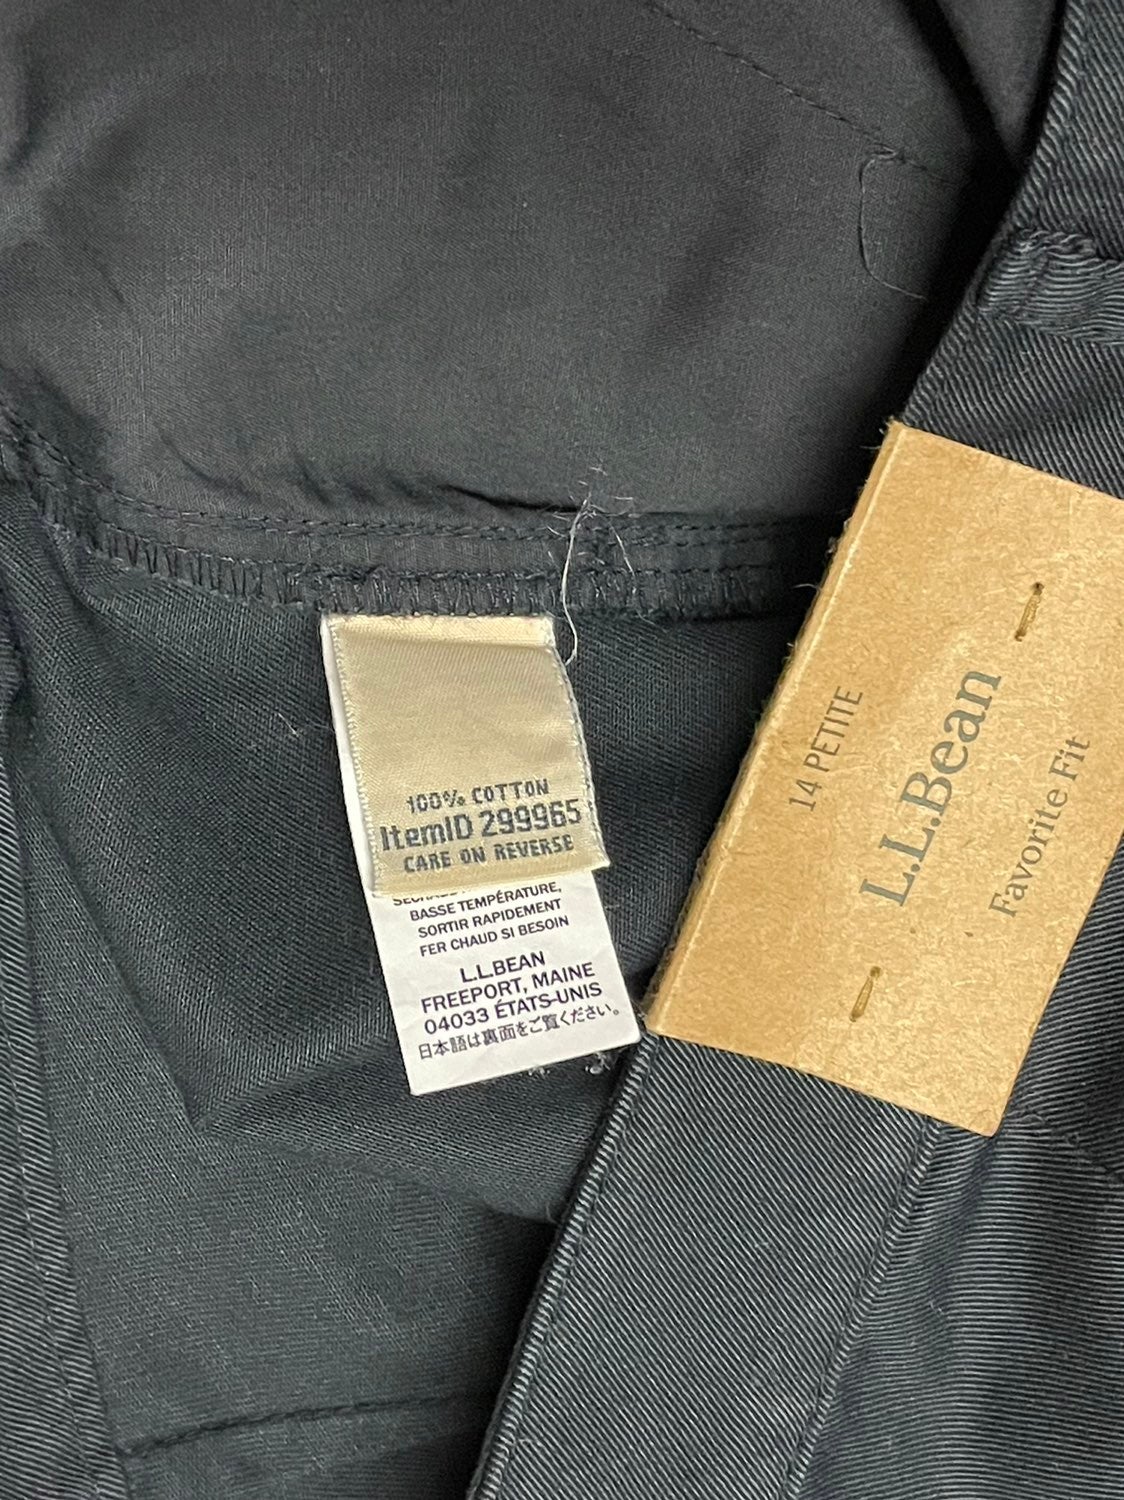 100% COTTON
ItemID 299965
CARE ON REVERSE
BASSE TEMPÉRATURE,
SORTIR RAPIDEMENT
FER CHAUD SI BESOIN
L.L.BEAN
FREEPORT, MAINE
04033 ÉTATS-UNIS
日本語は裏面をご覧ください。
14 PETITE
L.L.Bean
Favorite Fit